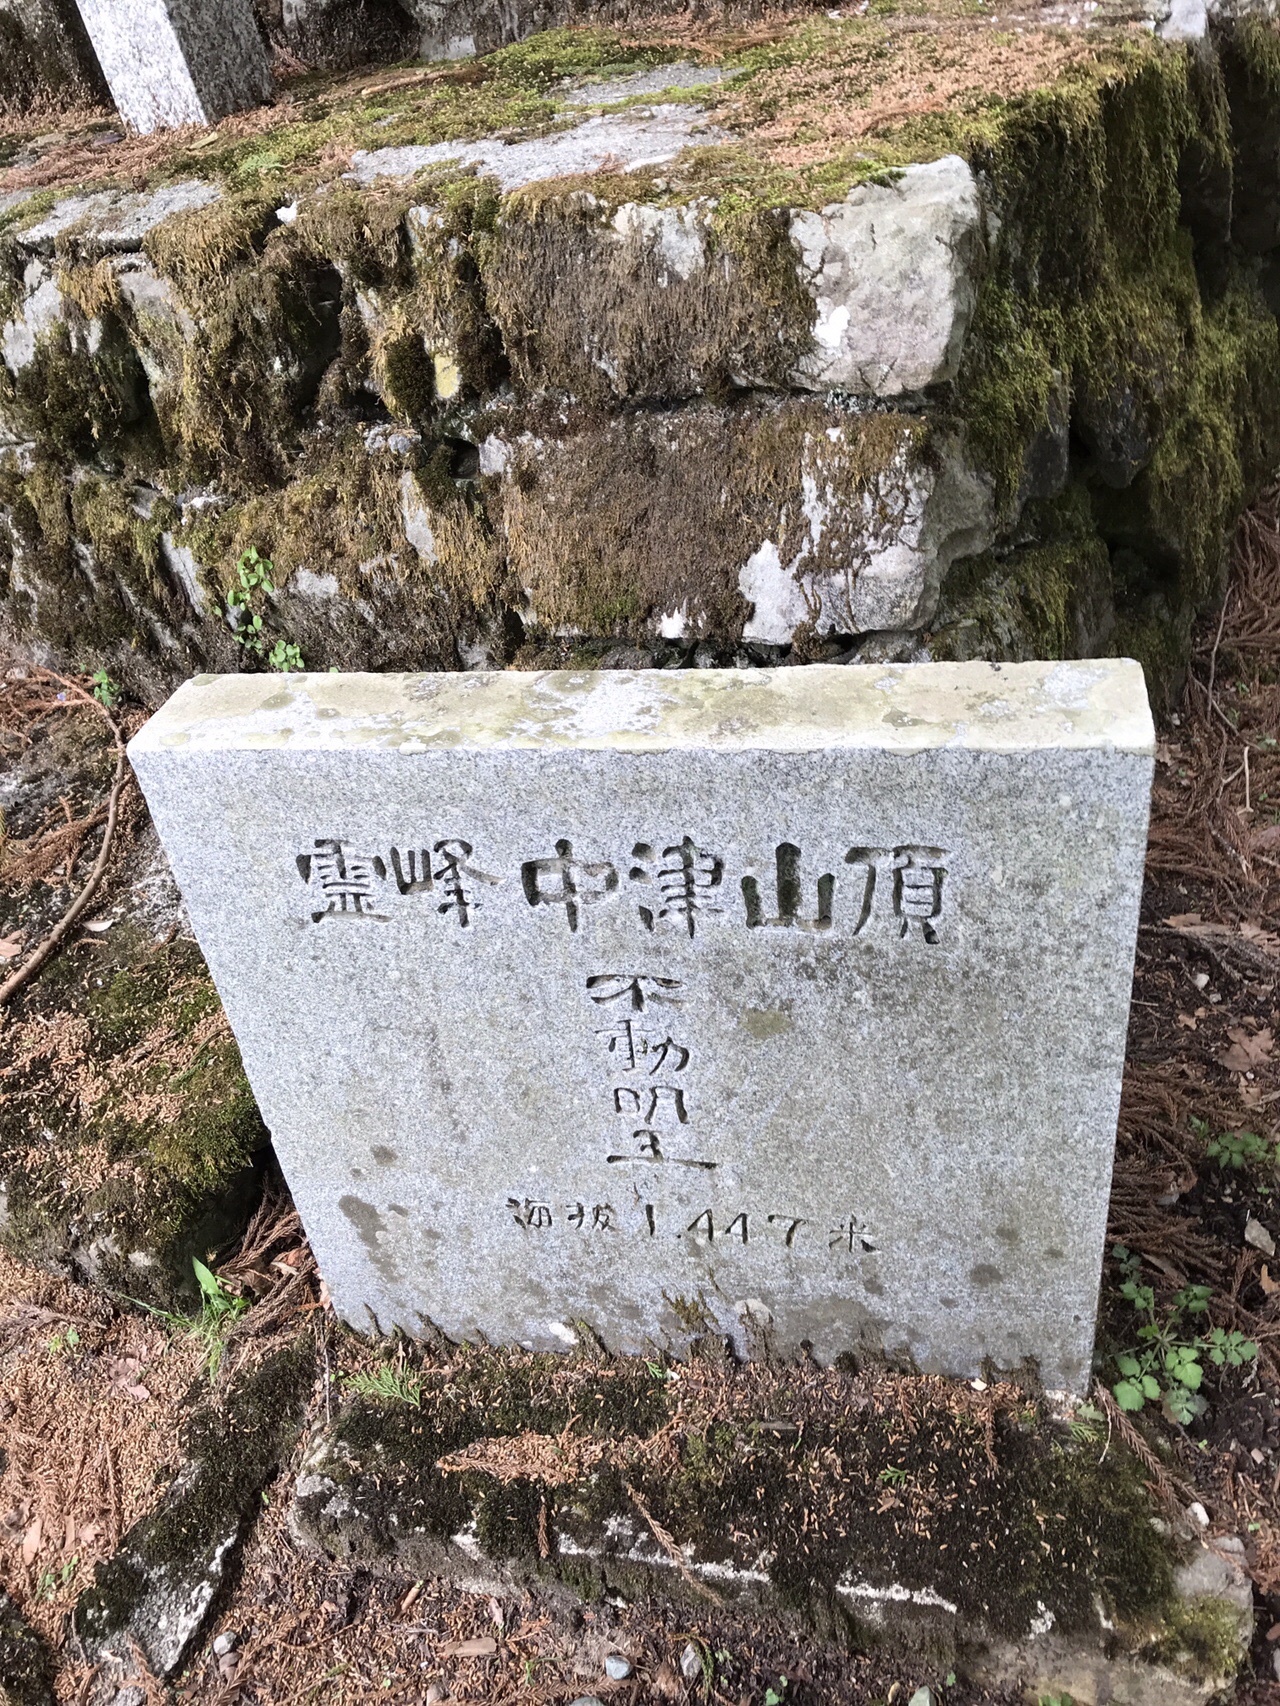 霊峰 中津山頂
不動明王
海抜 1.447米